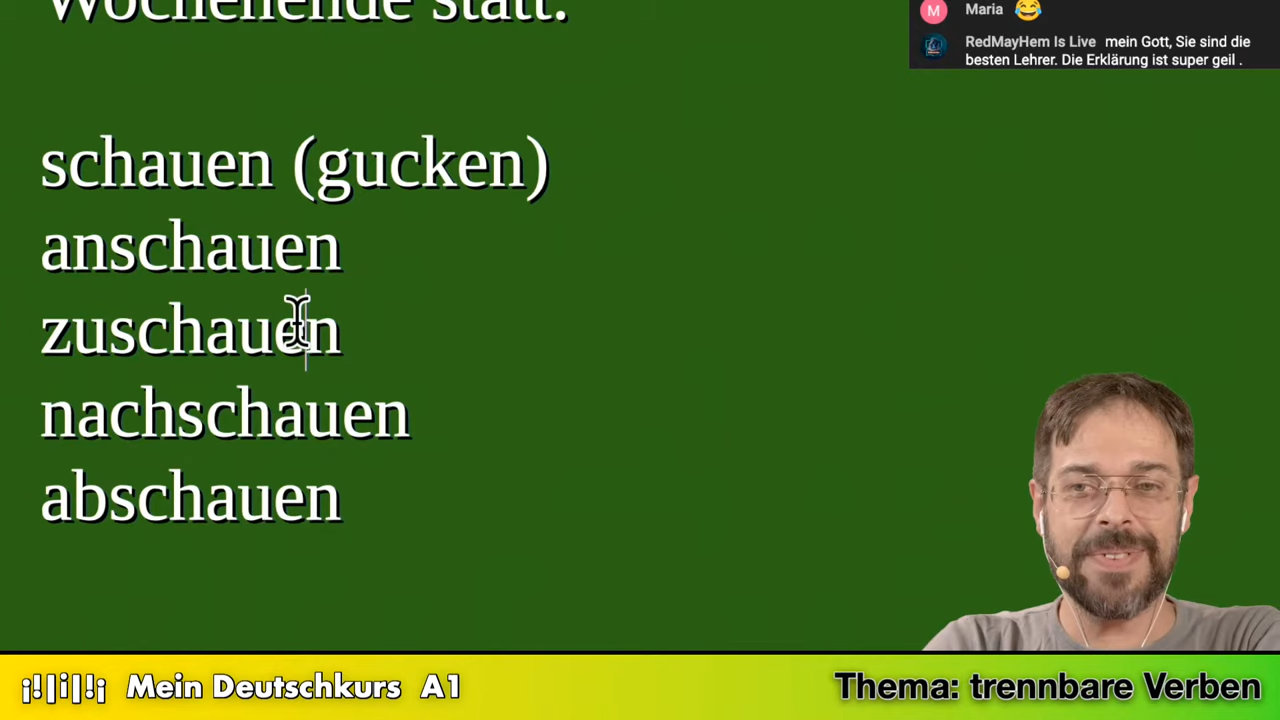 Wochenende statt.
Maria 😂
RedMayHem Is Live mein Gott, Sie sind die
besten Lehrer. Die Erklärung ist super geil .
schauen (gucken)
anschauen
zuschauen
nachschauen
abschauen
¡!|i|!¡ Mein Deutschkurs A1
Thema: trennbare Verben